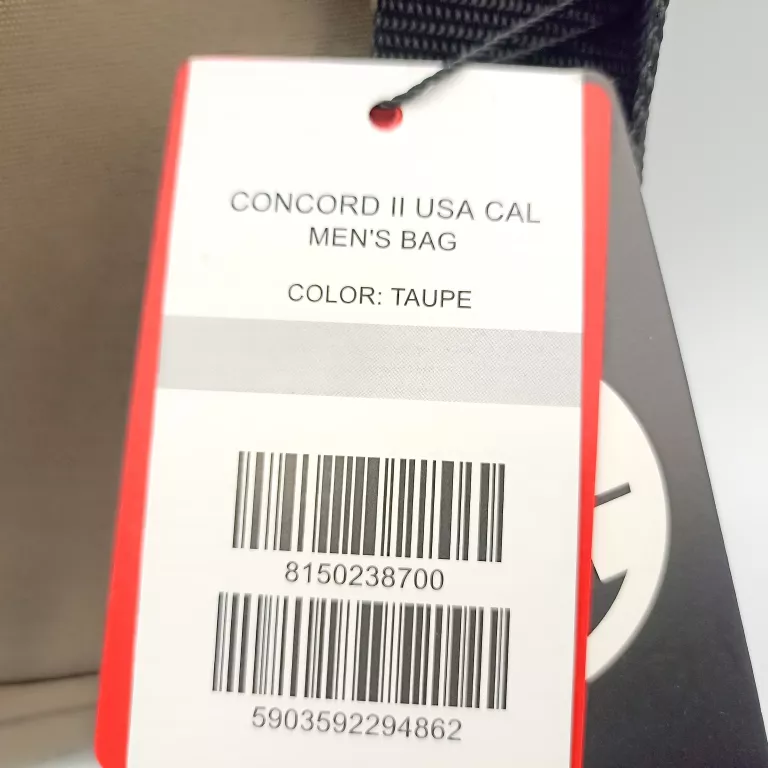 CONCORD II USA CAL
MEN'S BAG
COLOR: TAUPE
8150238700
5903592294862